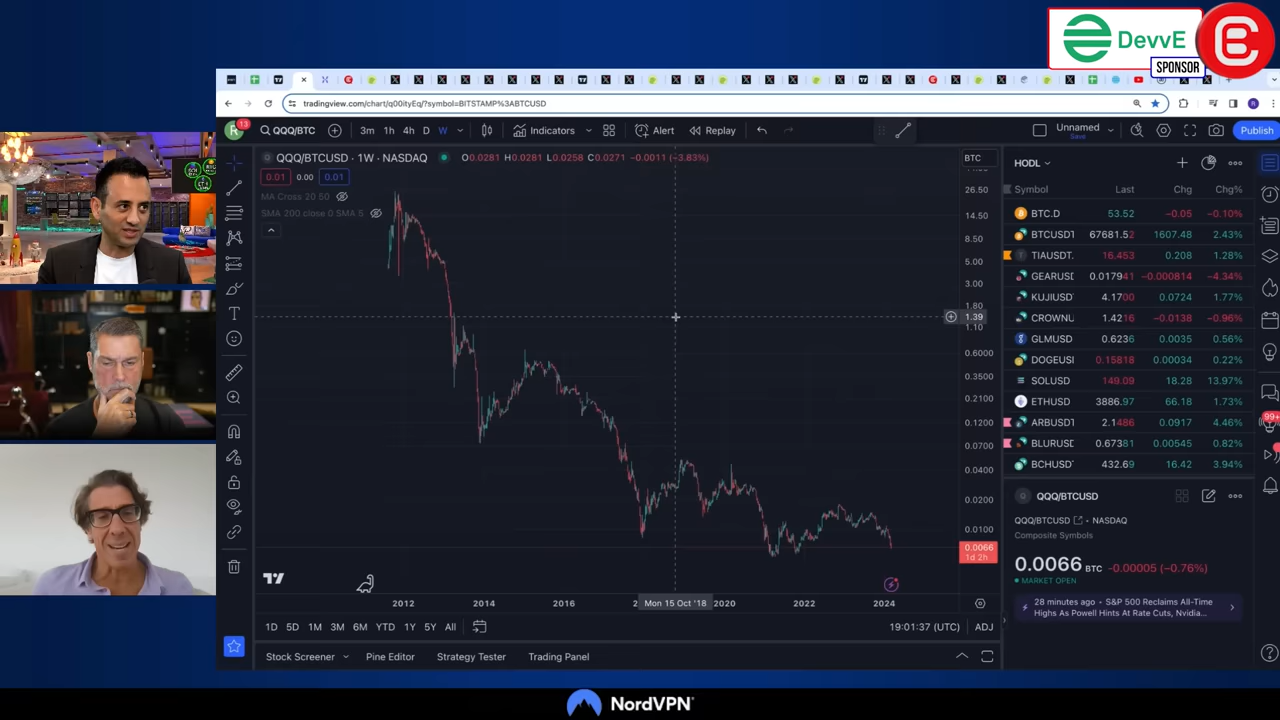 DevvE
SPONSOR
tradingview.com/chart/q00ityEq/?symbol=BITSTAMP%3ABTCUSD
R
13
QQQ/BTC
3m 1h 4h D W
Indicators
Alert
Replay
Unnamed
Save
Publish
QQQ/BTCUSD · 1W · NASDAQ
O0.0281 H0.0281 L0.0258 C0.0271 −0.0011 (−3.83%)
0.01 0.00 0.01
MA Cross 20 50
SMA 200 close 0 SMA 5
BTC
26.50
14.50
8.50
5.00
3.00
1.80
1.39
1.10
0.6000
0.3500
0.2100
0.1200
0.0700
0.0400
0.0200
0.0100
0.0066
1d 2h
2012 2014 2016 Mon 15 Oct '18 2020 2022 2024
1D 5D 1M 3M 6M YTD 1Y 5Y All
19:01:37 (UTC) ADJ
Stock Screener Pine Editor Strategy Tester Trading Panel
HODL
Symbol Last Chg Chg%
BTC.D 53.52 −0.05 −0.10%
BTCUSDT 67681.52 1607.48 2.43%
TIAUSDT. 16.453 0.208 1.28%
GEARUSD 0.017941 −0.000814 −4.34%
KUJIUSD 4.1700 0.0724 1.77%
CROWNU 1.4216 −0.0138 −0.96%
GLMUSD 0.6236 0.0035 0.56%
DOGEUSI 0.15818 0.00034 0.22%
SOLUSD 149.09 18.28 13.97%
ETHUSD 3886.97 66.18 1.73%
ARBUSDT 2.1486 0.0917 4.46%
BLURUSD 0.67381 0.00545 0.82%
BCHUSD 432.69 16.42 3.94%
99+
QQQ/BTCUSD
QQQ/BTCUSD • NASDAQ
Composite Symbols
0.0066 BTC −0.00005 (−0.76%)
MARKET OPEN
28 minutes ago • S&P 500 Reclaims All-Time
Highs As Powell Hints At Rate Cuts, Nvidia...
NordVPN